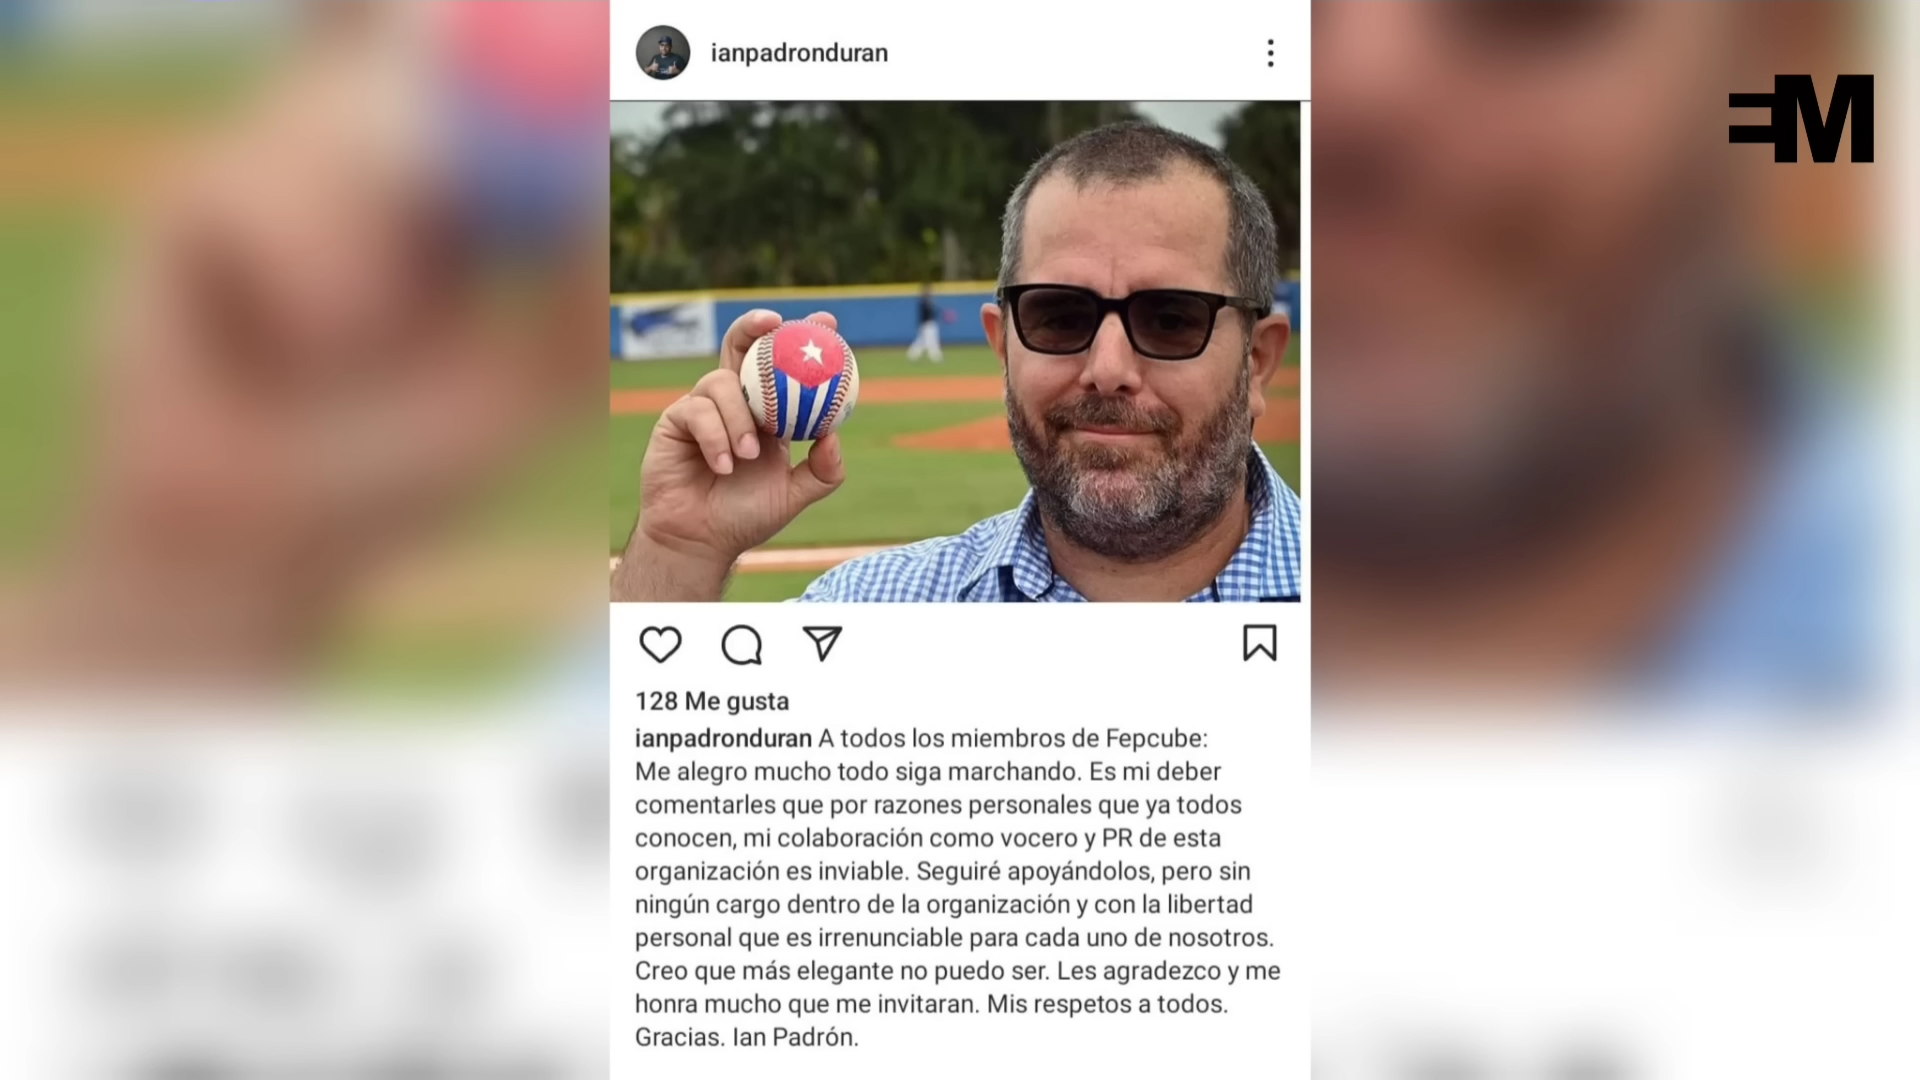 ianpadronduran
M
128 Me gusta
ianpadronduran A todos los miembros de Fepcube:
Me alegro mucho todo siga marchando. Es mi deber
comentarles que por razones personales que ya todos
conocen, mi colaboración como vocero y PR de esta
organización es inviable. Seguiré apoyándolos, pero sin
ningún cargo dentro de la organización y con la libertad
personal que es irrenunciable para cada uno de nosotros.
Creo que más elegante no puedo ser. Les agradezco y me
honra mucho que me invitaran. Mis respetos a todos.
Gracias. Ian Padrón.